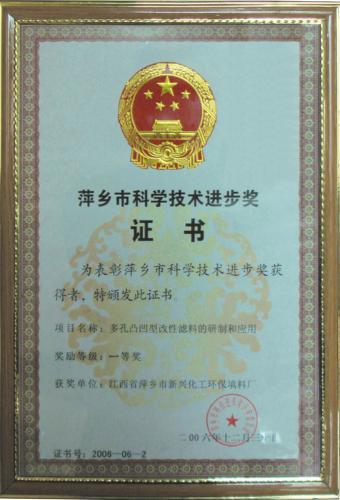 萍乡市科学技术进步奖
证书
为表彰萍乡市科学技术进步奖获
得者，特颁发此证书。
项目名称：多孔凸凹型改性滤料的研制和应用
奖励等级：一等奖
获奖单位：江西省萍乡市新兴化工环保填料厂
二00六年十二月
证书号：2006-06-2